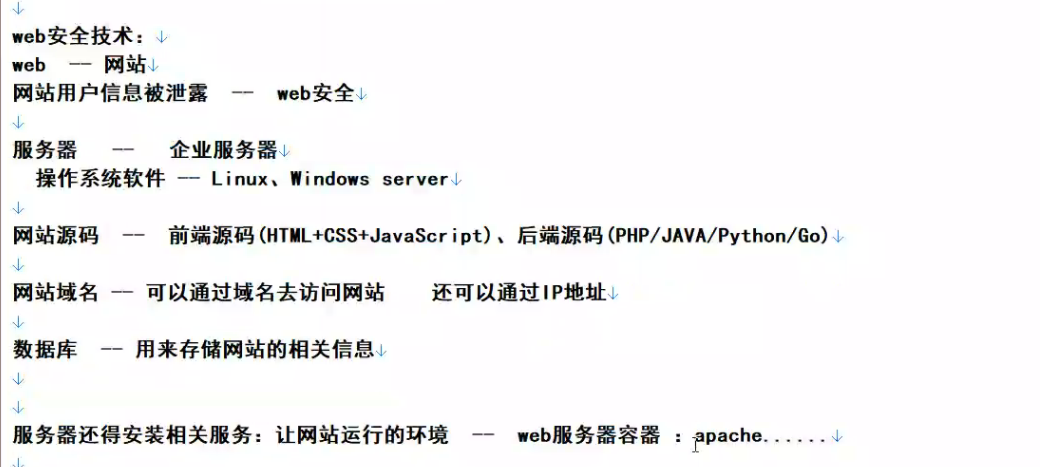 web安全技术：
web -- 网站
网站用户信息被泄露 -- web安全
服务器 -- 企业服务器
操作系统软件 -- Linux、Windows server
网站源码 -- 前端源码(HTML+CSS+JavaScript)、后端源码(PHP/JAVA/Python/Go)
网站域名 -- 可以通过域名去访问网站 还可以通过IP地址
数据库 -- 用来存储网站的相关信息
服务器还得安装相关服务：让网站运行的环境 -- web服务器容器 ：apache......